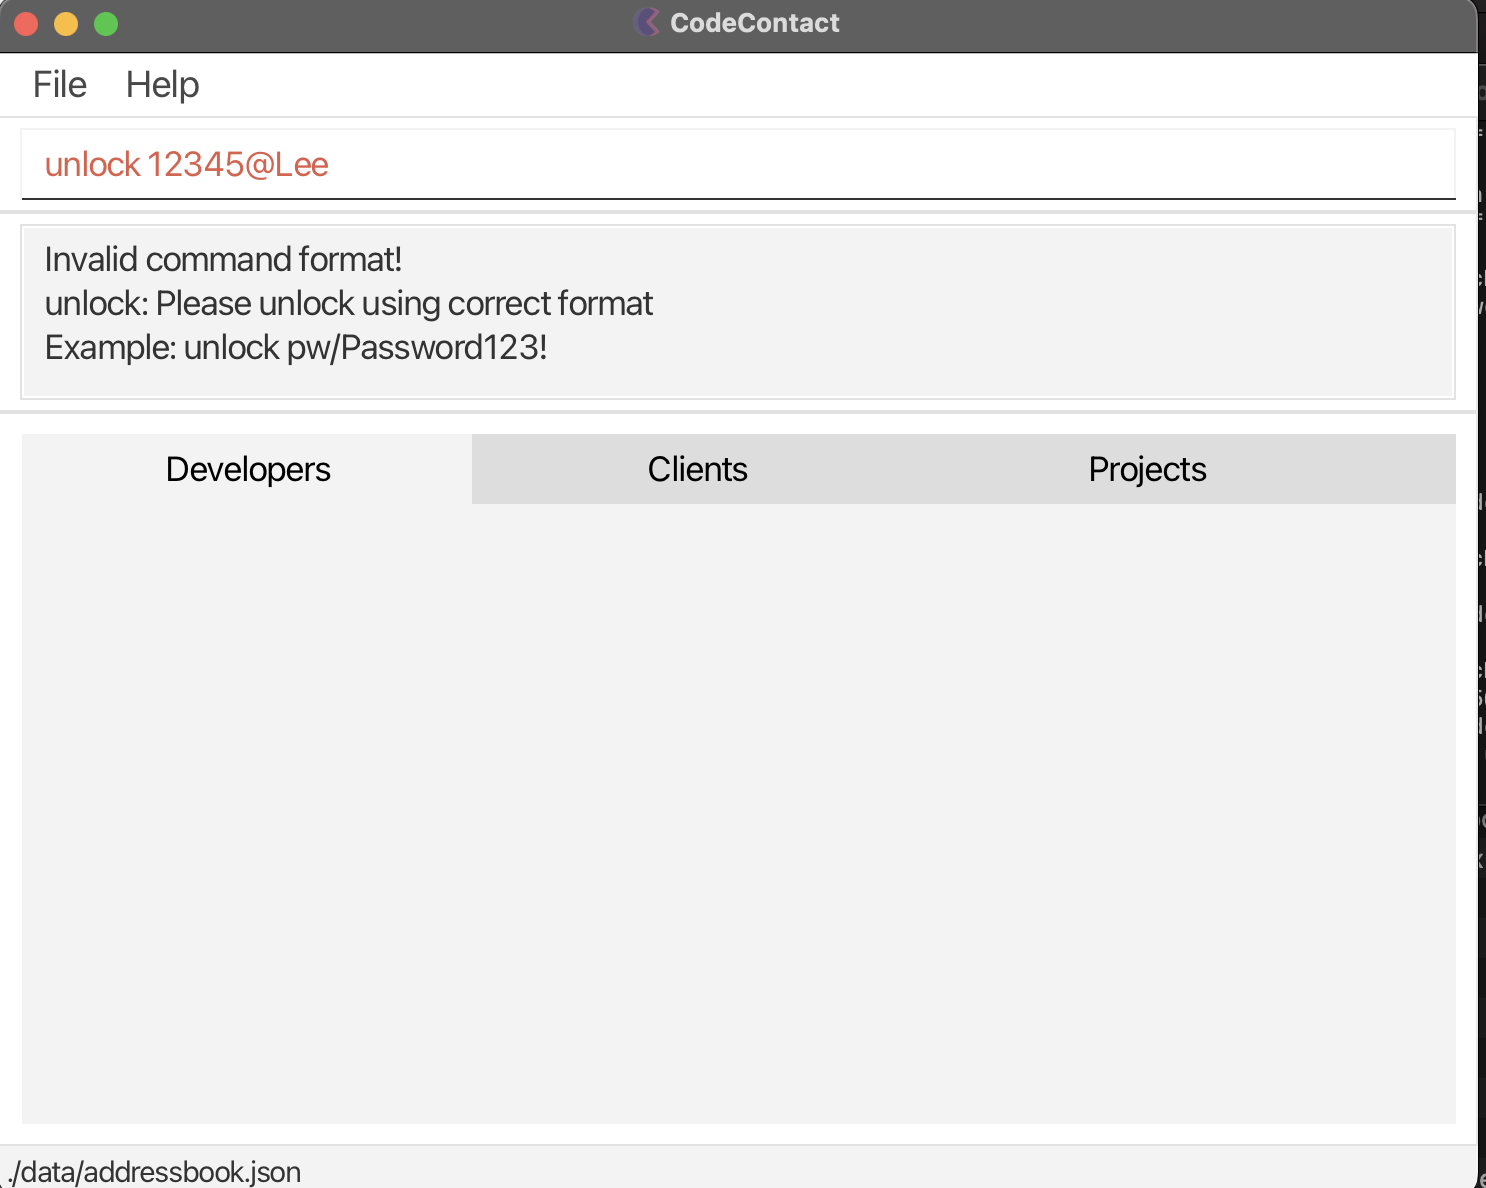 CodeContact
File Help
unlock 12345@Lee
Invalid command format!
unlock: Please unlock using correct format
Example: unlock pw/Password123!
Developers Clients Projects
./data/addressbook.json